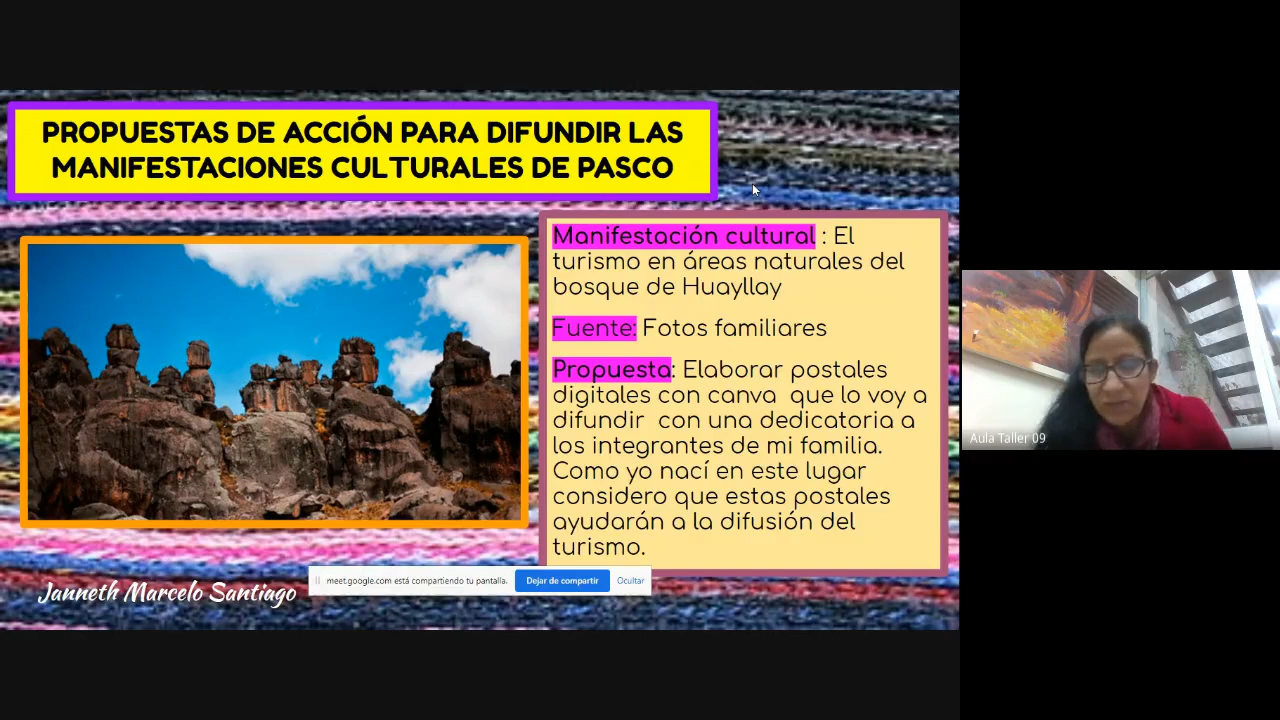 PROPUESTAS DE ACCIÓN PARA DIFUNDIR LAS
MANIFESTACIONES CULTURALES DE PASCO
Manifestación cultural : El
turismo en áreas naturales del
bosque de Huayllay
Fuente: Fotos familiares
Propuesta: Elaborar postales
digitales con canva que lo voy a
difundir con una dedicatoria a
los integrantes de mi familia.
Como yo nací en este lugar
considero que estas postales
ayudarán a la difusión del
turismo.
Janneth Marcelo Santiago
meet.google.com está compartiendo tu pantalla.
Dejar de compartir
Ocultar
Aula Taller 09